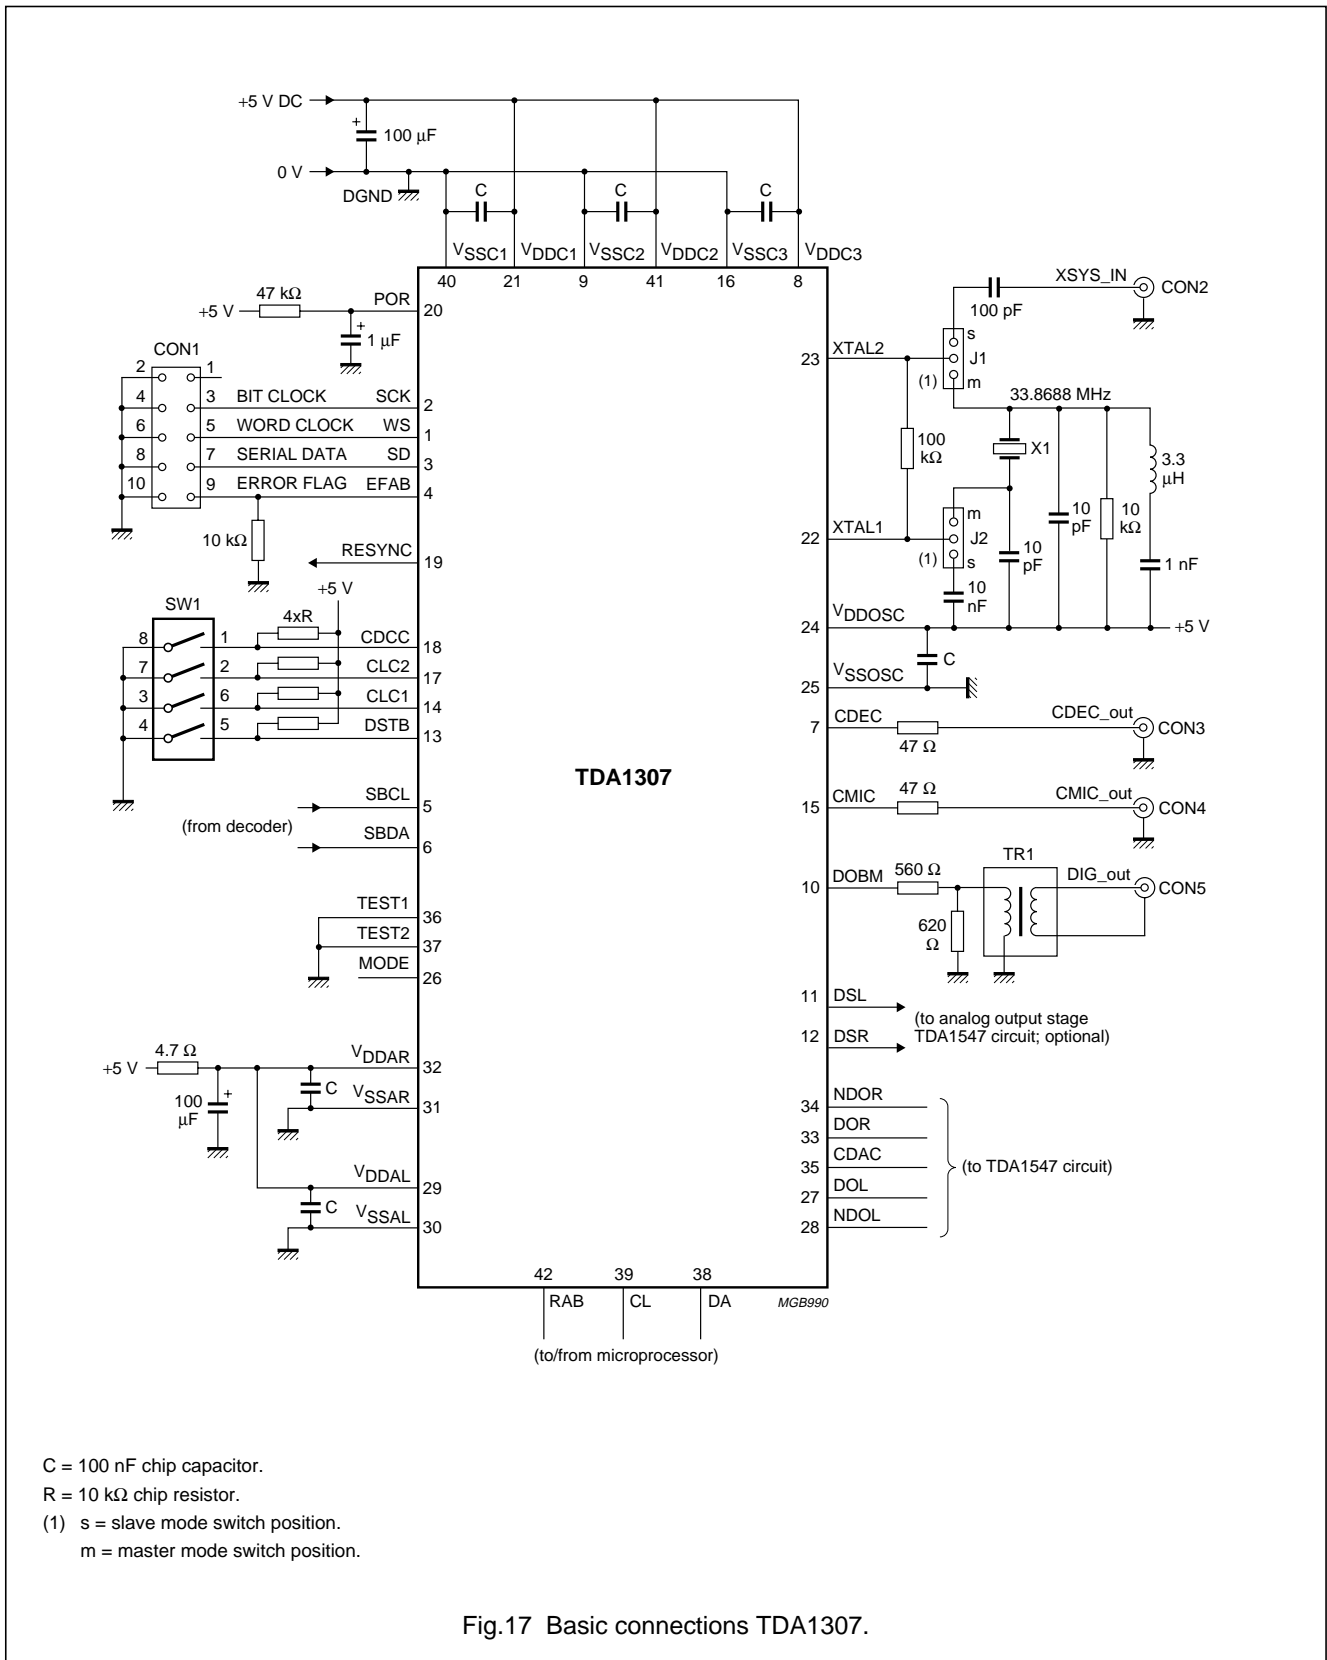 +5 V DC
+
100 μF
0 V
DGND
C
C
C
VSSC1
VDDC1
VSSC2
VDDC2
VSSC3
VDDC3
40
21
9
41
16
8
47 kΩ
+5 V
POR
20
+
1 μF
CON1
2
1
4
3
BIT CLOCK
SCK
2
6
5
WORD CLOCK
WS
1
8
7
SERIAL DATA
SD
3
10
9
ERROR FLAG
EFAB
4
10 kΩ
RESYNC
19
+5 V
SW1
4xR
8
1
CDCC
18
7
2
CLC2
17
3
6
CLC1
14
4
5
DSTB
13
SBCL
5
(from decoder)
SBDA
6
TEST1
36
TEST2
37
MODE
26
4.7 Ω
+5 V
VDDAR
32
100
μF
+
C
VSSAR
31
VDDAL
29
C
VSSAL
30
TDA1307
XSYS_IN
CON2
100 pF
s
J1
(1)
m
23
XTAL2
33.8688 MHz
100
kΩ
X1
3.3
μH
m
J2
(1)
s
22
XTAL1
10
pF
10
pF
10
kΩ
1 nF
10
nF
24
VDDOSC
+5 V
C
25
VSSOSC
7
CDEC
47 Ω
CDEC_out
CON3
15
CMIC
47 Ω
CMIC_out
CON4
TR1
10
DOBM
560 Ω
DIG_out
CON5
620
Ω
11
DSL
(to analog output stage
TDA1547 circuit; optional)
12
DSR
34
NDOR
33
DOR
35
CDAC
(to TDA1547 circuit)
27
DOL
28
NDOL
42
39
38
RAB
CL
DA
MGB990
(to/from microprocessor)
C = 100 nF chip capacitor.
R = 10 kΩ chip resistor.
(1) s = slave mode switch position.
m = master mode switch position.
Fig.17 Basic connections TDA1307.